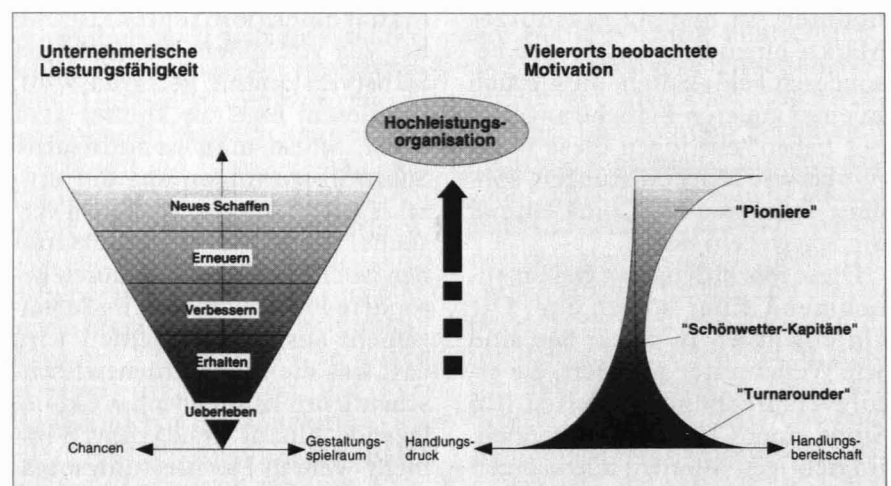 Unternehmerische
Leistungsfähigkeit
Vielerorts beobachtete
Motivation
Hochleistungs-
organisation
Neues Schaffen
Erneuern
Verbessern
Erhalten
Ueberleben
Chancen
Gestaltungs-
spielraum
"Pioniere"
"Schönwetter-Kapitäne"
"Turnarounder"
Handlungs-
druck
Handlungs-
bereitschaft